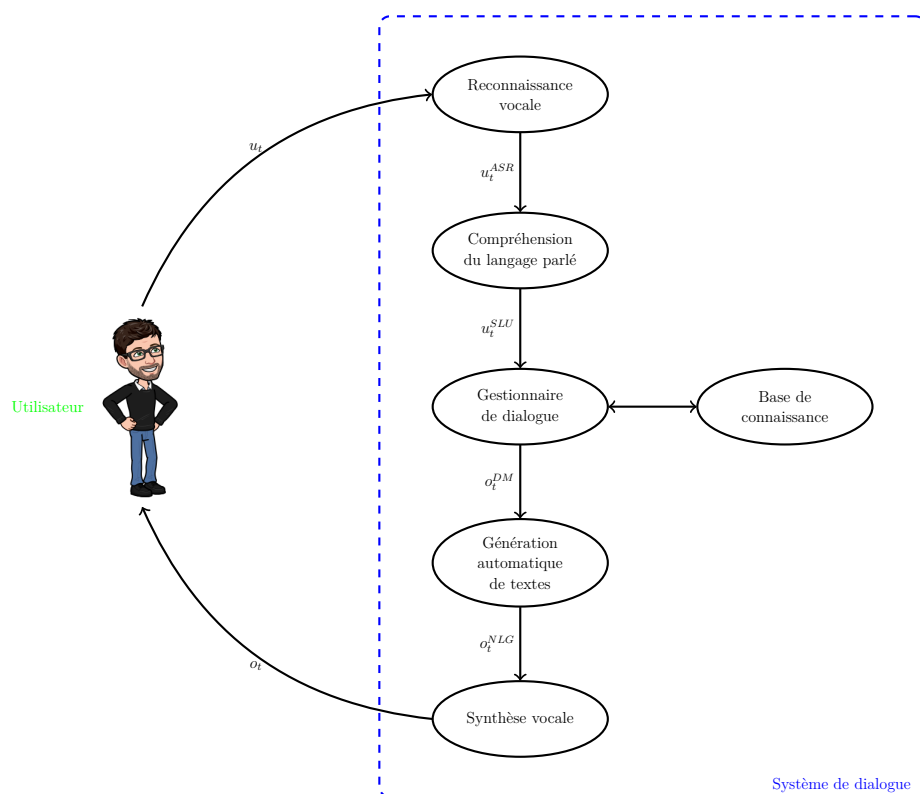 Reconnaissance
vocale
u_t
u_t^{ASR}
Compréhension
du langage parlé
u_t^{SLU}
Utilisateur
Gestionnaire
de dialogue
Base de
connaissance
o_t^{DM}
Génération
automatique
de textes
o_t^{NLG}
o_t
Synthèse vocale
Système de dialogue